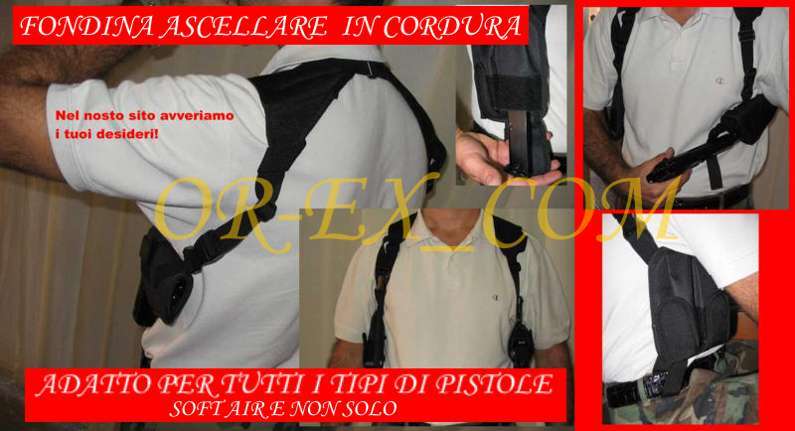 FONDINA ASCELLARE IN CORDURA
Nel nosto sito avveriamo
i tuoi desideri!
OR-EX_COM
ADATTO PER TUTTI I TIPI DI PISTOLE
SOFT AIR E NON SOLO